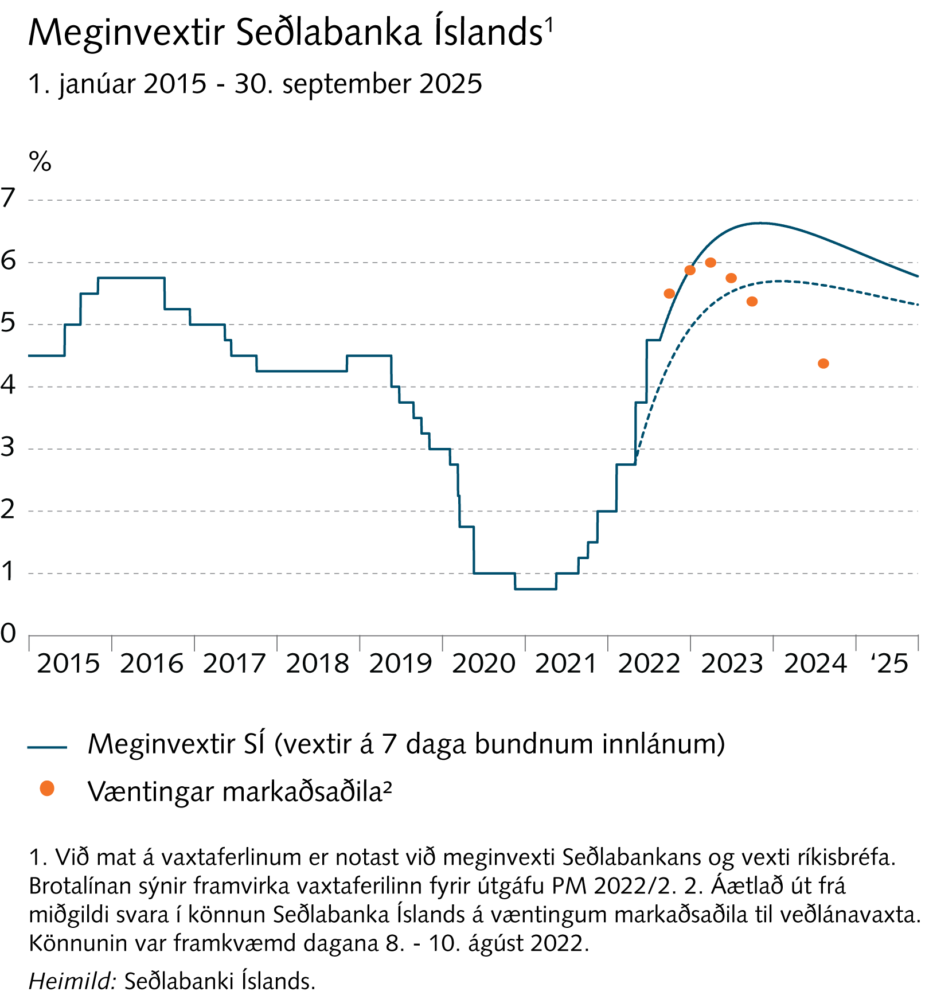 Meginvextir Seðlabanka Íslands¹
1. janúar 2015 - 30. september 2025
%
7
6
5
4
3
2
1
0
2015 2016 2017 2018 2019 2020 2021 2022 2023 2024 ‘25
Meginvextir SÍ (vextir á 7 daga bundnum innlánum)
Væntingar markaðsaðila²
1. Við mat á vaxtaferlinum er notast við meginvexti Seðlabankans og vexti ríkisbréfa.
Brotalínan sýnir framvirka vaxtaferilinn fyrir útgáfu PM 2022/2. 2. Áætlað út frá
miðgildi svara í könnun Seðlabanka Íslands á væntingum markaðsaðila til veðlánavaxta.
Könnunin var framkvæmd dagana 8. - 10. ágúst 2022.
Heimild: Seðlabanki Íslands.